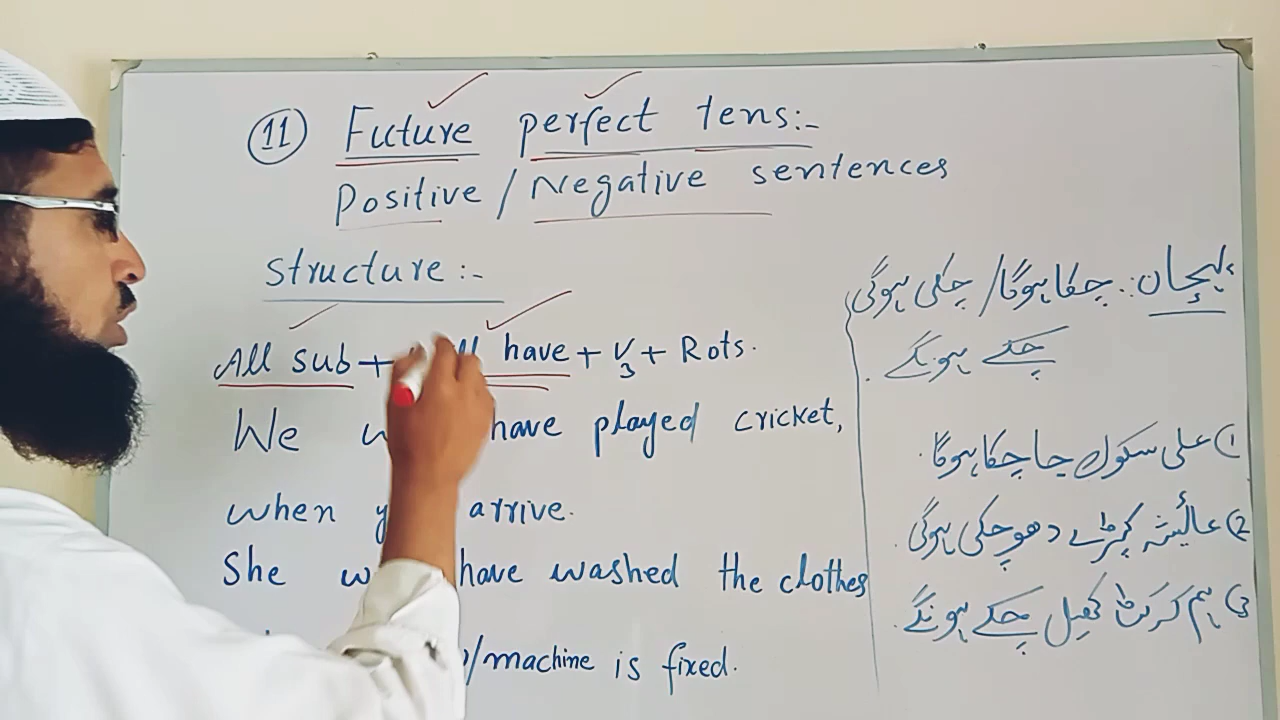 11 Future perfect tens:-
Positive / Negative sentences
structure:-
All sub + have + V3 + Rots.
We have played cricket,
when arrive.
She have washed the clothes
/machine is fixed.
پہچان:۔ چکا ہوگا / چکی ہوگی
چکے ہونگے .
1) علی سکول جا چکا ہوگا .
2) عائشہ کپڑے دھو چکی ہوگی .
3) ہم کرکٹ کھیل چکے ہونگے .